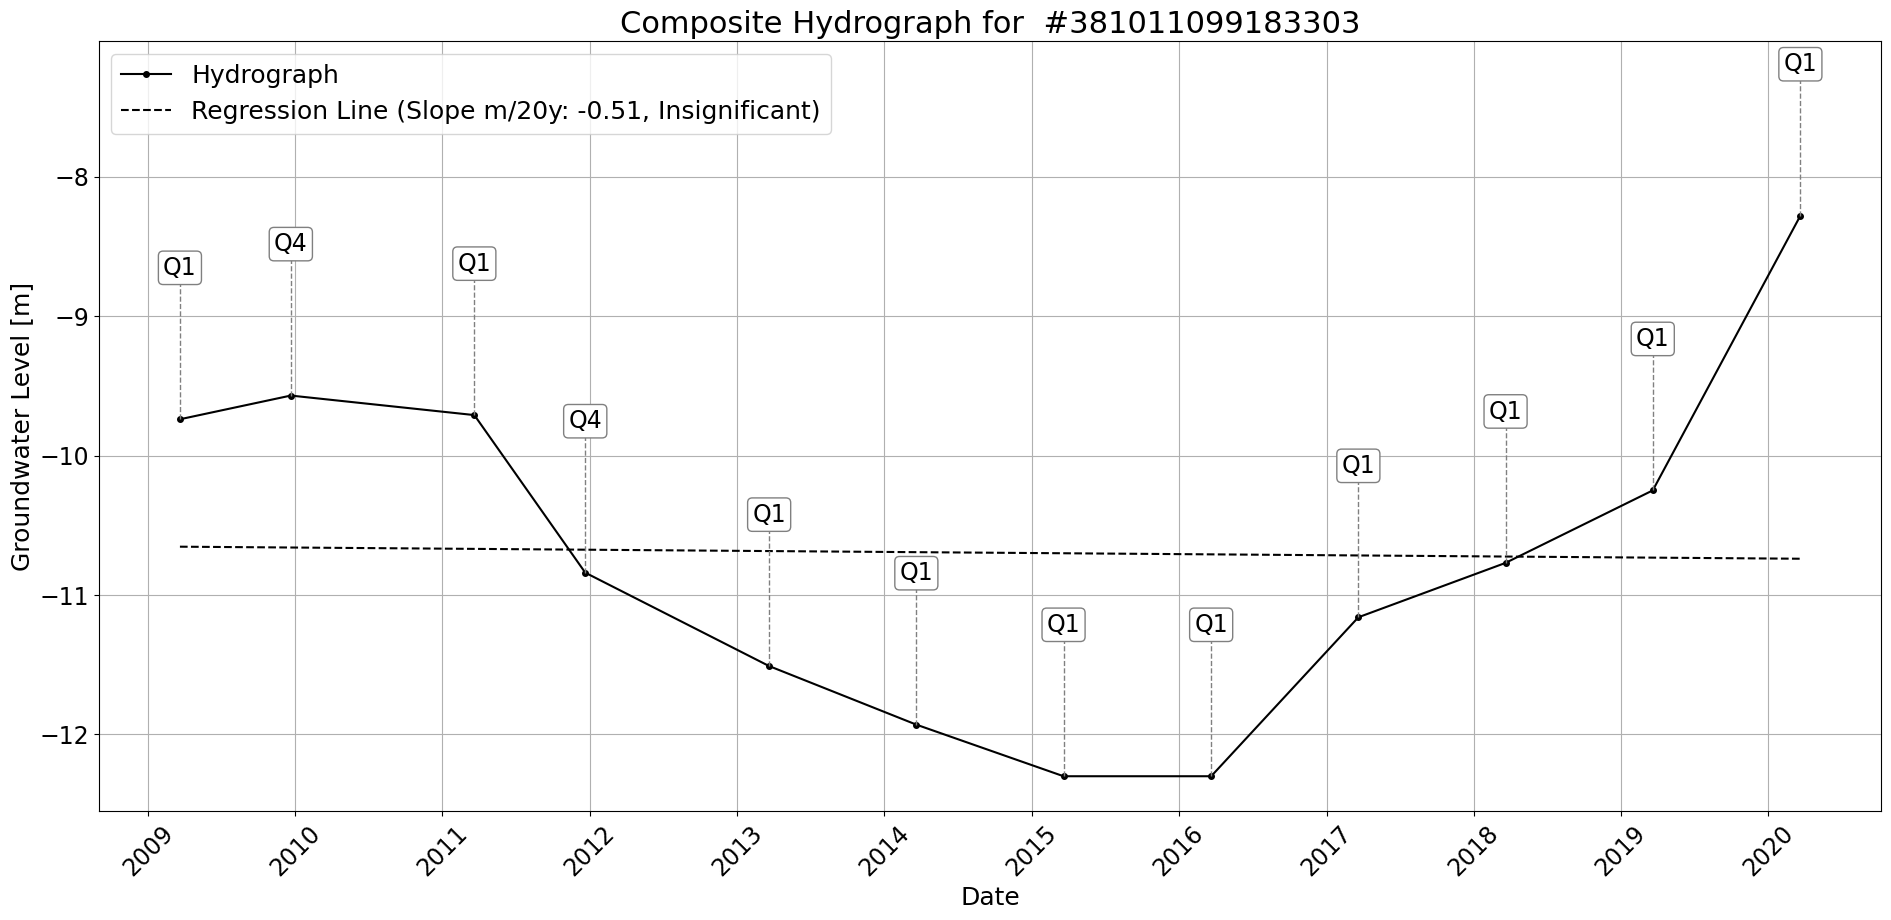 Composite Hydrograph for  #381011099183303
Hydrograph
Regression Line (Slope m/20y: -0.51, Insignificant)
Q1
Q4
Q1
Q4
Q1
Q1
Q1
Q1
Q1
Q1
Q1
Q1
Groundwater Level [m]
−8
−9
−10
−11
−12
2009
2010
2011
2012
2013
2014
2015
2016
2017
2018
2019
2020
Date